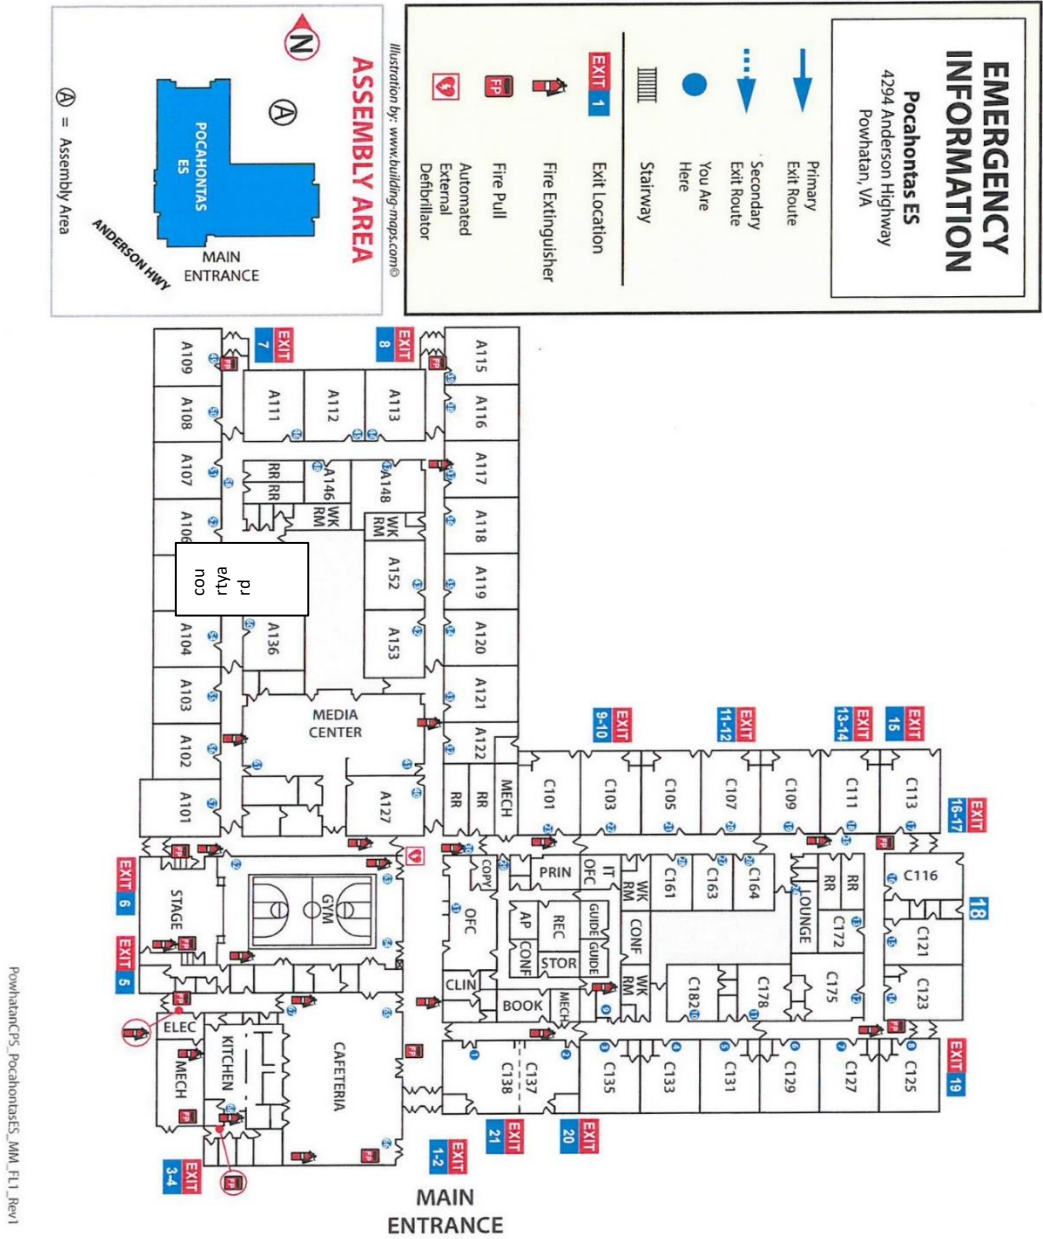 EMERGENCY
INFORMATION
Pocahontas ES
4294 Anderson Highway
Powhatan, VA
Primary
Exit Route
Secondary
Exit Route
You Are
Here
Stairway
EXIT 1
Exit Location
Fire Extinguisher
FP
Fire Pull
Automated
External
Defibrillator
Illustration by: www.building-maps.com©
ASSEMBLY AREA
N
A
POCAHONTAS
ES
MAIN
ENTRANCE
ANDERSON HWY
A = Assembly Area
EXIT 7
EXIT 8
A109
A111
A112
A113
A115
A108
A116
A107
RR
RR
A146
A148
A117
WK
RM
WK
RM
A106
A118
cou
rtya
rd
A152
A119
A104
A136
A153
A120
A103
A121
MEDIA
CENTER
A102
A122
A101
A127
RR
RR
MECH
EXIT 9-10
EXIT 11-12
EXIT 13-14
EXIT 15
EXIT 16-17
18
C101
C103
C105
C107
C109
C111
C113
COPY
PRIN
IT
OFC
WK
RM
C161
C163
C164
RR
RR
C116
LOUNGE
C172
C121
STAGE
GYM
OFC
AP
REC
GUIDE
GUIDE
CONF
CONF
STOR
WK
RM
EXIT 6
EXIT 5
CLIN
BOOK
MECH
C182
C178
C175
C123
ELEC
MECH
KITCHEN
CAFETERIA
C138
C137
C135
C133
C131
C129
C127
C125
EXIT 19
EXIT 20
EXIT 21
EXIT 1-2
EXIT 3-4
MAIN
ENTRANCE
PowhatanCPS_PocahontasES_MM_FL1_Rev1